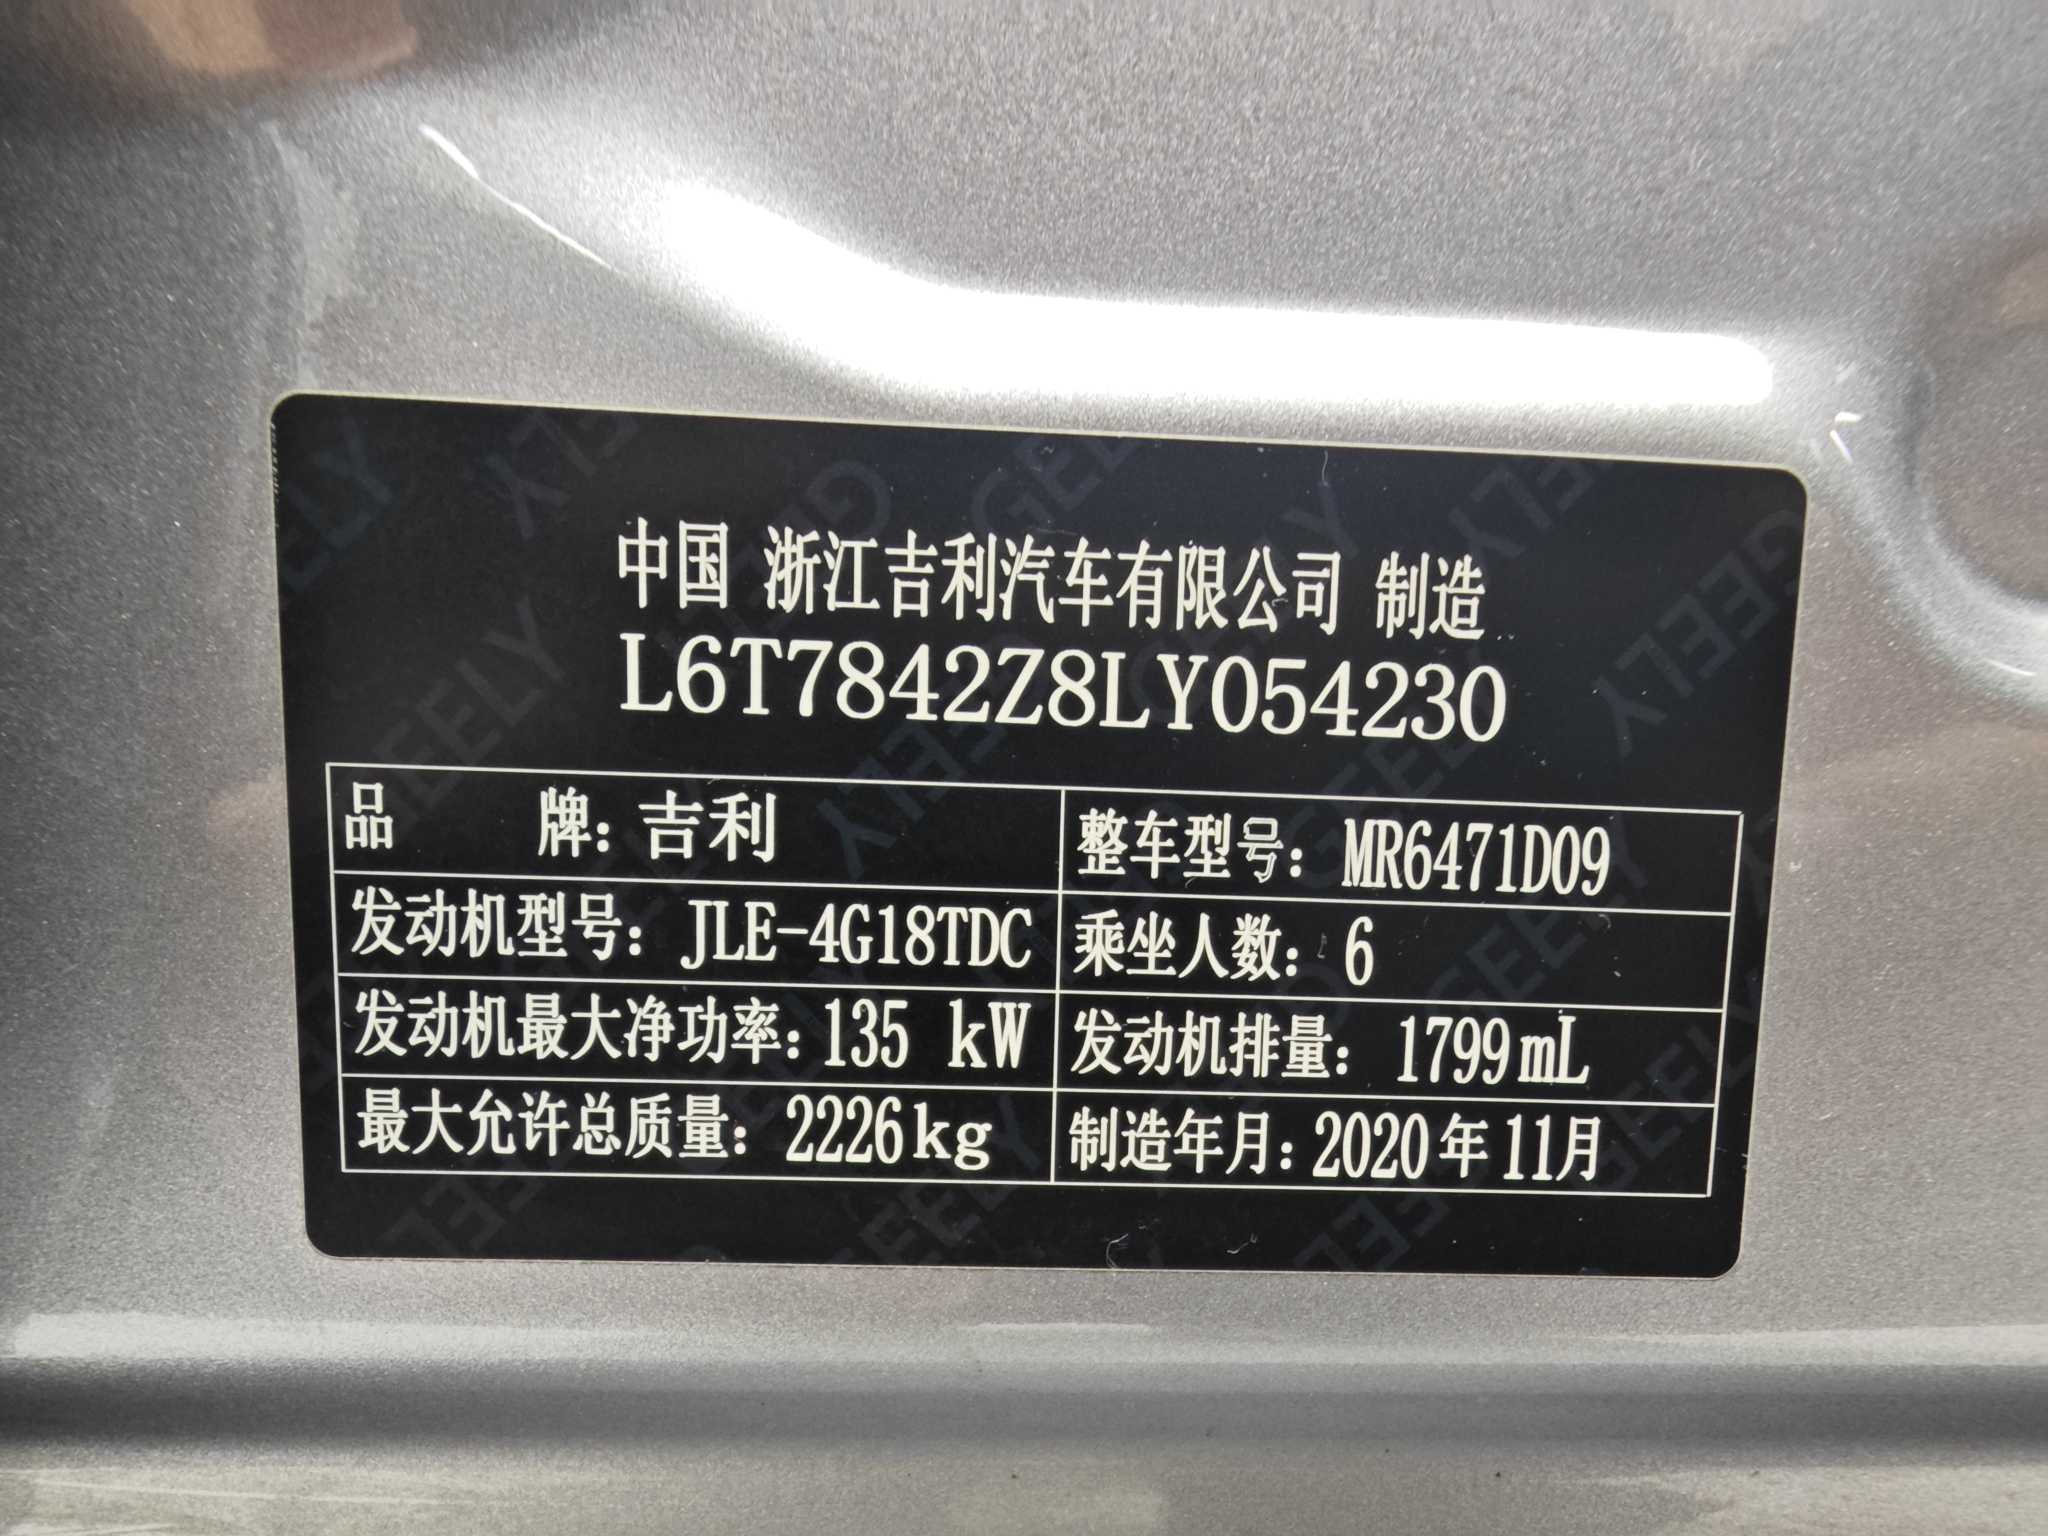 中国 浙江吉利汽车有限公司 制造
L6T7842Z8LY054230
品 牌：吉利 整车型号：MR6471D09
发动机型号：JLE-4G18TDC 乘坐人数：6
发动机最大净功率：135 kW 发动机排量：1799mL
最大允许总质量：2226kg 制造年月：2020年11月